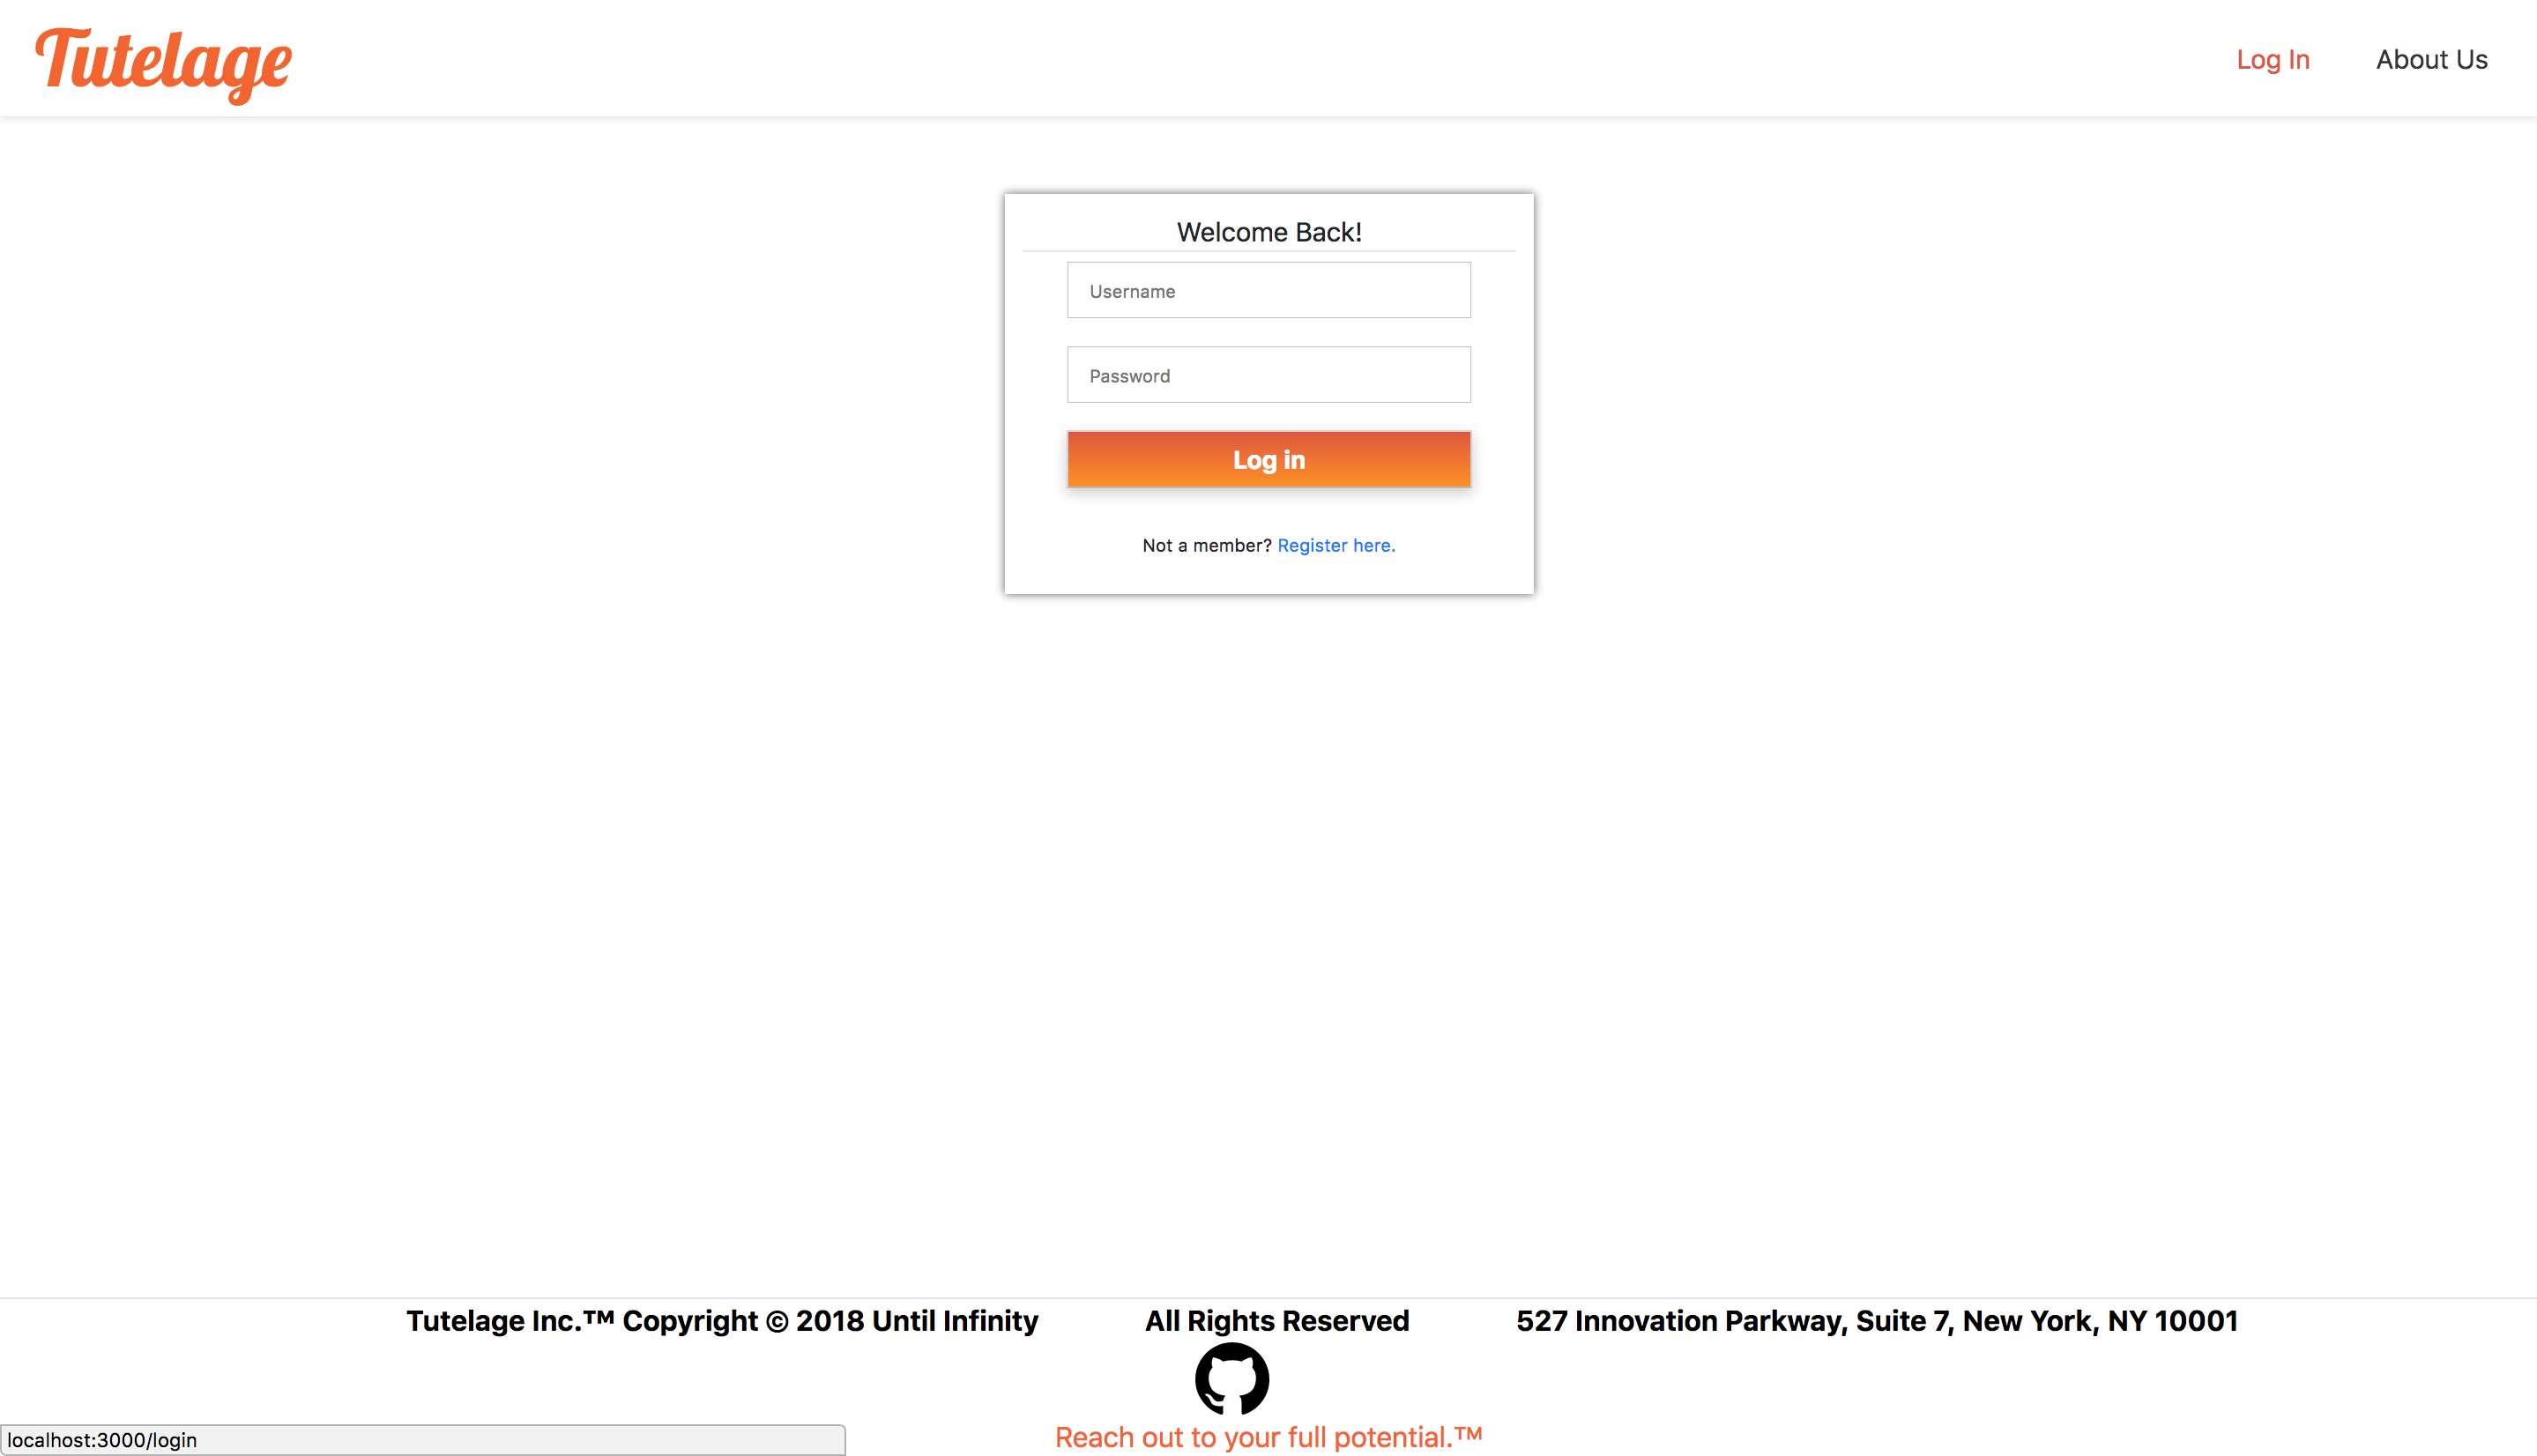 Tutelage
Log In About Us
Welcome Back!
Username
Password
Log in
Not a member? Register here.
Tutelage Inc.™ Copyright © 2018 Until Infinity All Rights Reserved 527 Innovation Parkway, Suite 7, New York, NY 10001
Reach out to your full potential.™
localhost:3000/login